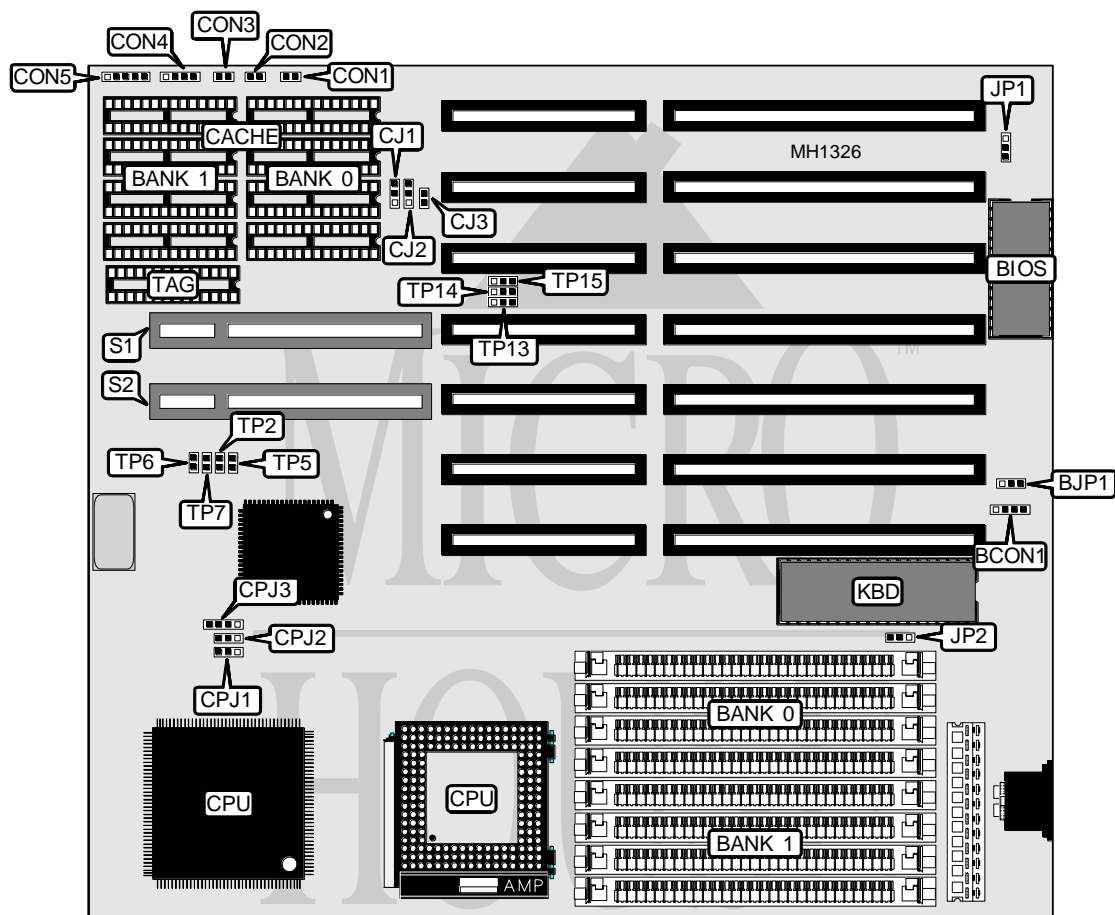 CON3
CON4
CON2
CON5
CON1
JP1
CACHE
CJ1
MH1326
BANK 1
BANK 0
CJ3
CJ2
BIOS
TAG
TP15
TP14
S1
TP13
TM
S2
MICRO
TP2
TP6
TP5
BJP1
TP7
BCON1
CPJ3
KBD
CPJ2
JP2
CPJ1
BANK 0
CPU
CPU
BANK 1
AMP